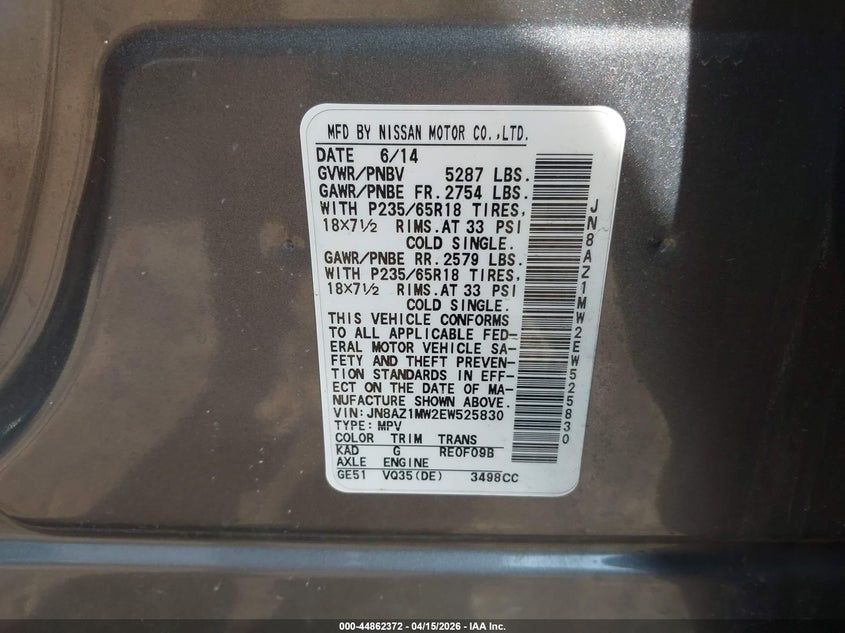 MFD BY NISSAN MOTOR CO.,LTD.
DATE 6/14
GVWR/PNBV 5287 LBS.
GAWR/PNBE FR. 2754 LBS.
WITH P235/65R18 TIRES,
18X7½ RIMS.AT 33 PSI
COLD SINGLE.
GAWR/PNBE RR. 2579 LBS.
WITH P235/65R18 TIRES,
18X7½ RIMS.AT 33 PSI
COLD SINGLE.
THIS VEHICLE CONFORMS
TO ALL APPLICABLE FED-
ERAL MOTOR VEHICLE SA-
FETY AND THEFT PREVEN-
TION STANDARDS IN EFF-
ECT ON THE DATE OF MA-
NUFACTURE SHOWN ABOVE.
VIN: JN8AZ1MW2EW525830
TYPE: MPV
COLOR TRIM TRANS
KAD G RE0F09B
AXLE ENGINE
GE51 VQ35(DE) 3498CC
JN8AZ1MW2EW525830
000-44862372 - 04/15/2026 - IAA Inc.